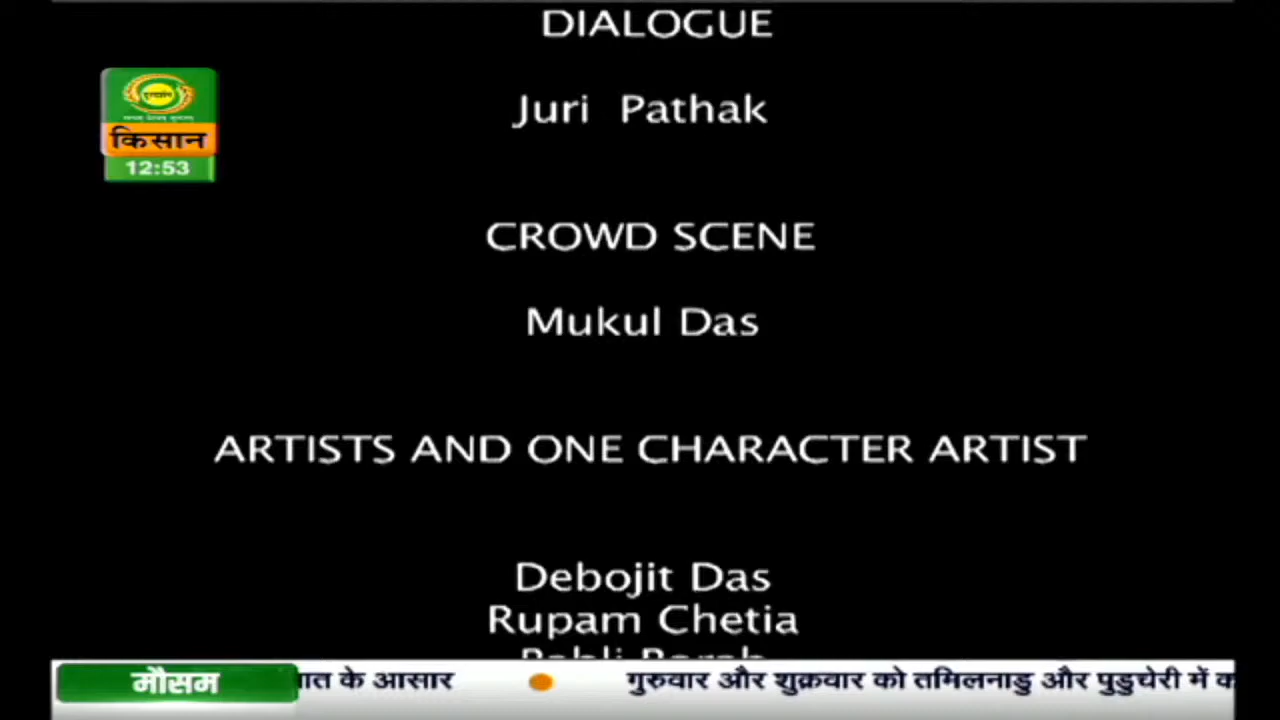 DIALOGUE
Juri Pathak
किसान
12:53
CROWD SCENE
Mukul Das
ARTISTS AND ONE CHARACTER ARTIST
Debojit Das
Rupam Chetia
मौसम
के आसार
गुरुवार और शुक्रवार को तमिलनाडु और पुडुचेरी में